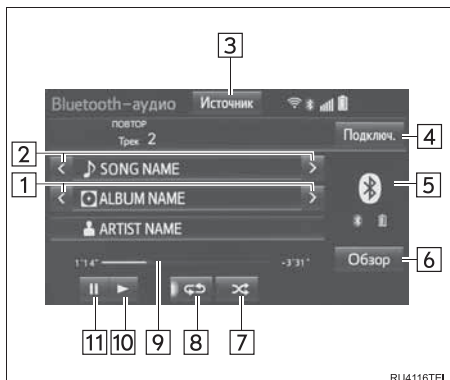 3
Bluetooth-аудио Источник
ПОВТОР
Трек 2
Подключ. 4
2
< SONG NAME >
1
< ALBUM NAME >
5
ARTIST NAME
1'14" -3'31"
Обзор 6
11 10 9 8 7
RU4116TEL